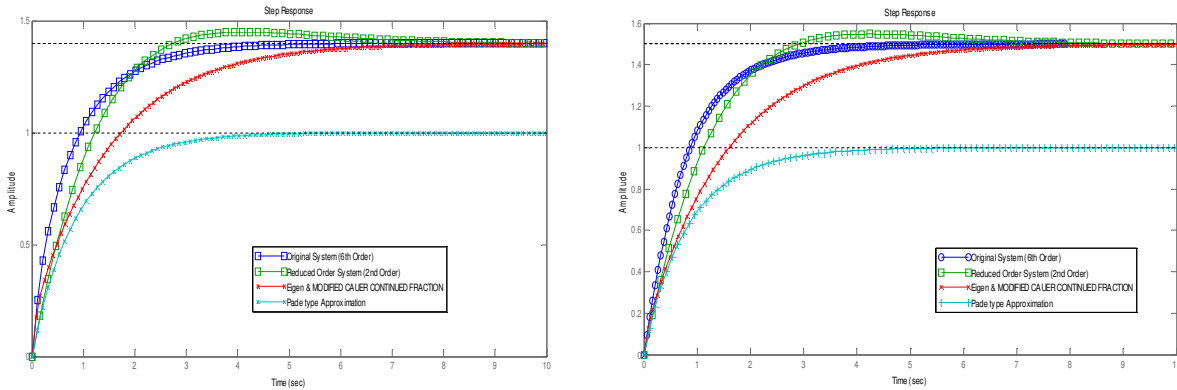 Step Response
1.5
1
0.5
0
Amplitude
0 1 2 3 4 5 6 7 8 9 10
Time (sec)
Original System (6th Order)
Reduced Order System (2nd Order)
Eigen & MODIFIED CAUER CONTINUED FRACTION
Pade type Approximation
Step Response
1.6
1.4
1.2
1
0.8
0.6
0.4
0.2
0
Amplitude
0 1 2 3 4 5 6 7 8 9 1
Time (sec)
Original System (6th Order)
Reduced Order System (2nd Order)
Eigen & MODIFIED CAUER CONTINUED FRACTION
Pade type Approximation